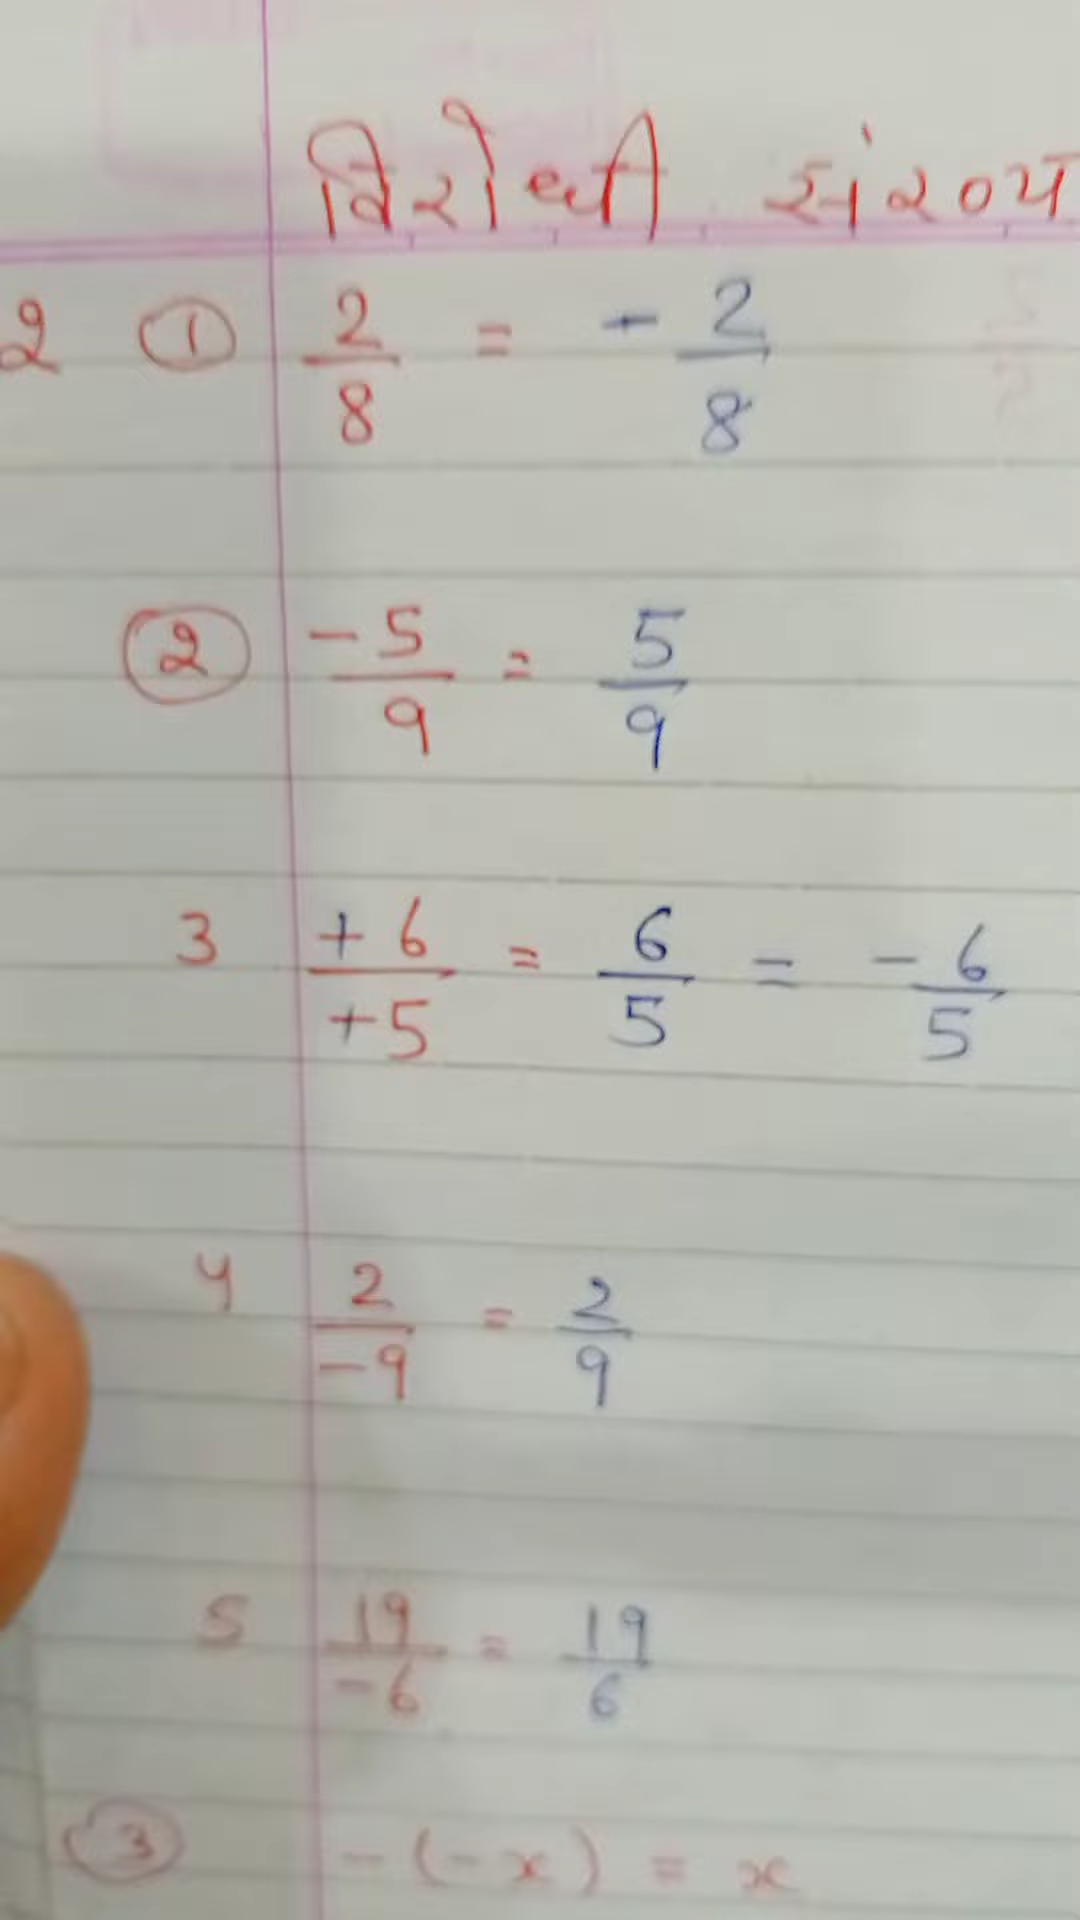 विरोधी संख्या
2 ① 2/8 = - 2/8
② -5/9 = 5/9
3 +6/+5 = 6/5 = -6/5
4 2/-9 = 2/9
5 19/-6 = 19/6
③ -(-x) = x